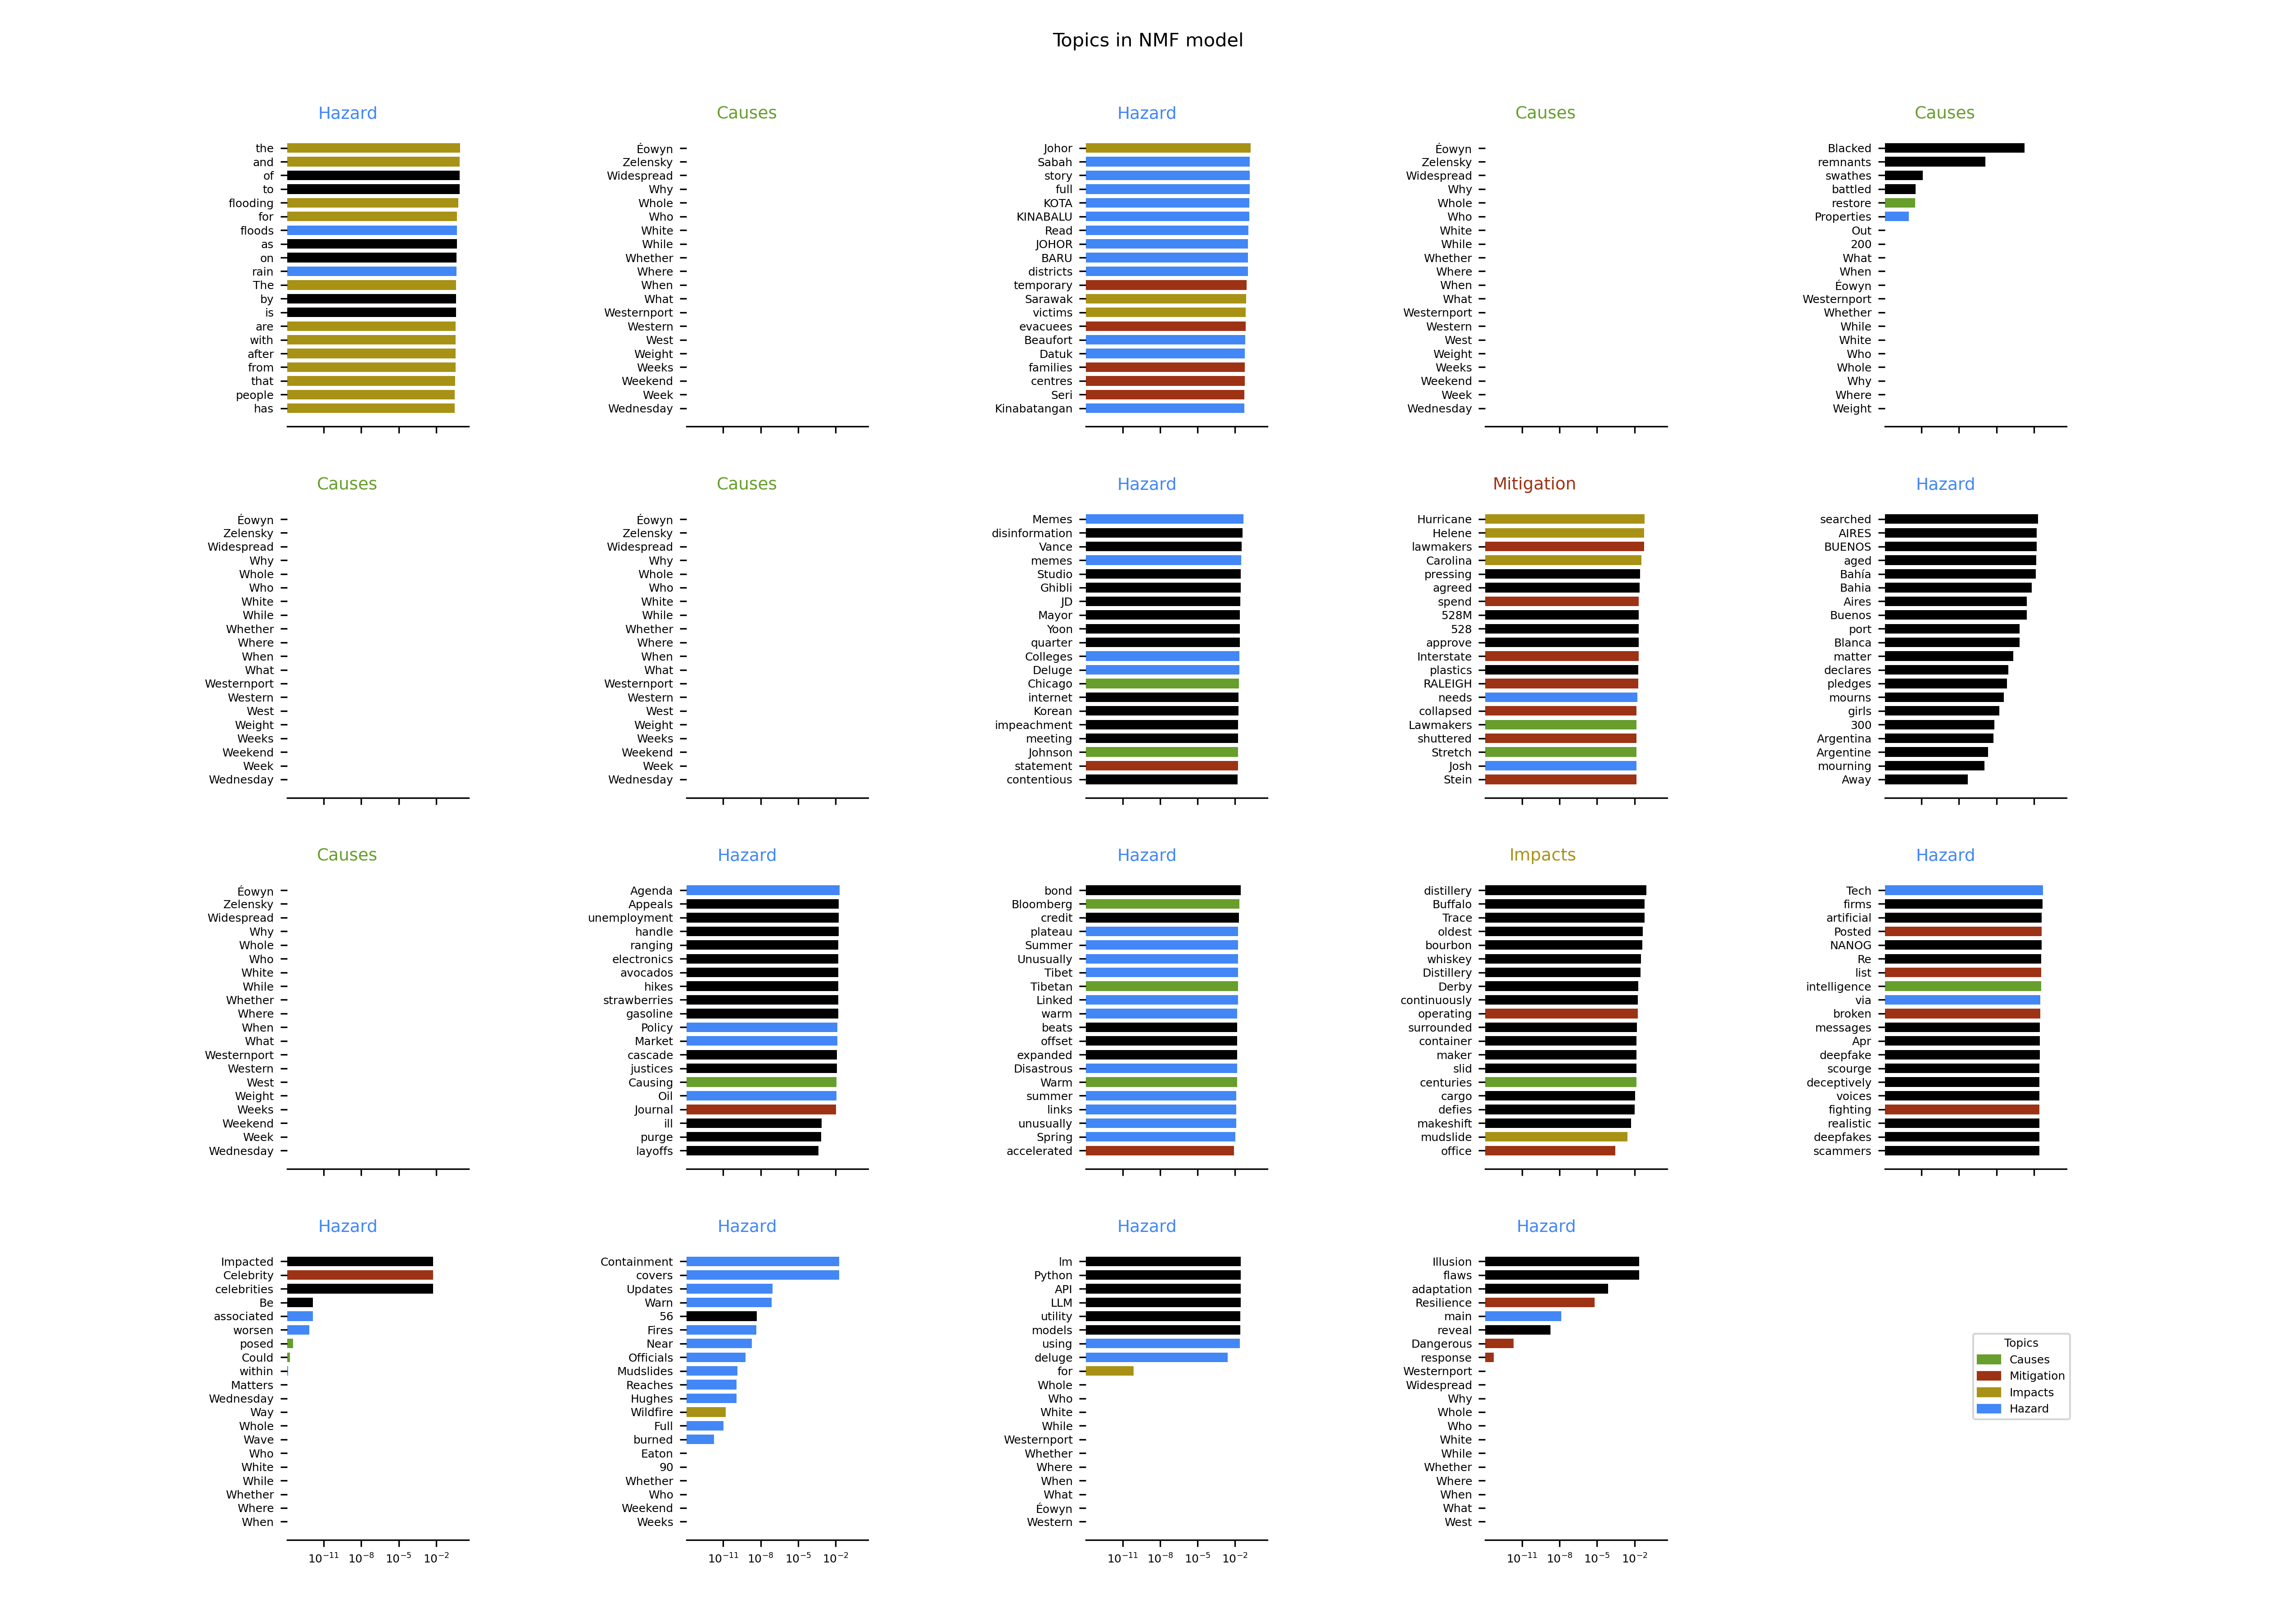 Topics in NMF model
Hazard
the
and
of
to
flooding
for
floods
as
on
rain
The
by
is
are
with
after
from
that
people
has
Causes
Éowyn
Zelensky
Widespread
Why
Whole
Who
White
While
Whether
Where
When
What
Westernport
Western
West
Weight
Weeks
Weekend
Week
Wednesday
Hazard
Johor
Sabah
story
full
KOTA
KINABALU
Read
JOHOR
BARU
districts
temporary
Sarawak
victims
evacuees
Beaufort
Datuk
families
centres
Seri
Kinabatangan
Causes
Éowyn
Zelensky
Widespread
Why
Whole
Who
White
While
Whether
Where
When
What
Westernport
Western
West
Weight
Weeks
Weekend
Week
Wednesday
Causes
Blacked
remnants
swathes
battled
restore
Properties
Out
200
What
When
Éowyn
Westernport
Whether
While
White
Who
Whole
Why
Where
Weight
Causes
Éowyn
Zelensky
Widespread
Why
Whole
Who
White
While
Whether
Where
When
What
Westernport
Western
West
Weight
Weeks
Weekend
Week
Wednesday
Causes
Éowyn
Zelensky
Widespread
Why
Whole
Who
White
While
Whether
Where
When
What
Westernport
Western
West
Weight
Weeks
Weekend
Week
Wednesday
Hazard
Memes
disinformation
Vance
memes
Studio
Ghibli
JD
Mayor
Yoon
quarter
Colleges
Deluge
Chicago
internet
Korean
impeachment
meeting
Johnson
statement
contentious
Mitigation
Hurricane
Helene
lawmakers
Carolina
pressing
agreed
spend
528M
528
approve
Interstate
plastics
RALEIGH
needs
collapsed
Lawmakers
shuttered
Stretch
Josh
Stein
Hazard
searched
AIRES
BUENOS
aged
Bahía
Bahia
Aires
Buenos
port
Blanca
matter
declares
pledges
mourns
girls
300
Argentina
Argentine
mourning
Away
Causes
Éowyn
Zelensky
Widespread
Why
Whole
Who
White
While
Whether
Where
When
What
Westernport
Western
West
Weight
Weeks
Weekend
Week
Wednesday
Hazard
Agenda
Appeals
unemployment
handle
ranging
electronics
avocados
hikes
strawberries
gasoline
Policy
Market
cascade
justices
Causing
Oil
Journal
ill
purge
layoffs
Hazard
bond
Bloomberg
credit
plateau
Summer
Unusually
Tibet
Tibetan
Linked
warm
beats
offset
expanded
Disastrous
Warm
summer
links
unusually
Spring
accelerated
Impacts
distillery
Buffalo
Trace
oldest
bourbon
whiskey
Distillery
Derby
continuously
operating
surrounded
container
maker
slid
centuries
cargo
defies
makeshift
mudslide
office
Hazard
Tech
firms
artificial
Posted
NANOG
Re
list
intelligence
via
broken
messages
Apr
deepfake
scourge
deceptively
voices
fighting
realistic
deepfakes
scammers
Hazard
Impacted
Celebrity
celebrities
Be
associated
worsen
posed
Could
within
Matters
Wednesday
Way
Whole
Wave
Who
White
While
Whether
Where
When
10⁻¹¹ 10⁻⁸ 10⁻⁵ 10⁻²
Hazard
Containment
covers
Updates
Warn
56
Fires
Near
Officials
Mudslides
Reaches
Hughes
Wildfire
Full
burned
Eaton
90
Whether
Who
Weekend
Weeks
10⁻¹¹ 10⁻⁸ 10⁻⁵ 10⁻²
Hazard
lm
Python
API
LLM
utility
models
using
deluge
for
Whole
Who
White
While
Westernport
Whether
Where
When
What
Éowyn
Western
10⁻¹¹ 10⁻⁸ 10⁻⁵ 10⁻²
Hazard
Illusion
flaws
adaptation
Resilience
main
reveal
Dangerous
response
Westernport
Widespread
Why
Whole
Who
White
While
Whether
Where
When
What
West
10⁻¹¹ 10⁻⁸ 10⁻⁵ 10⁻²
Topics
Causes
Mitigation
Impacts
Hazard